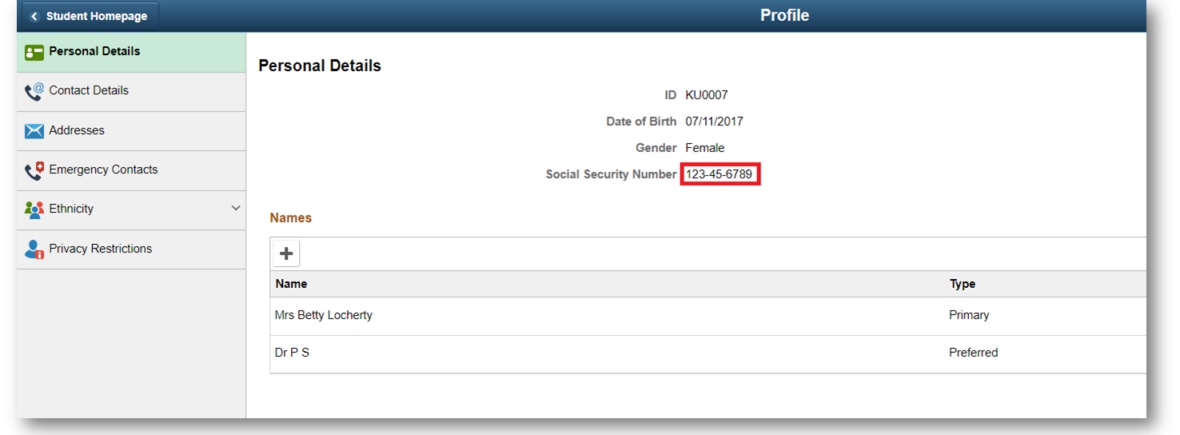 Student Homepage
Profile
Personal Details
Contact Details
Addresses
Emergency Contacts
Ethnicity
Privacy Restrictions
Personal Details
ID KU0007
Date of Birth 07/11/2017
Gender Female
Social Security Number 123-45-6789
Names
Name Type
Mrs Betty Locherty Primary
Dr P S Preferred